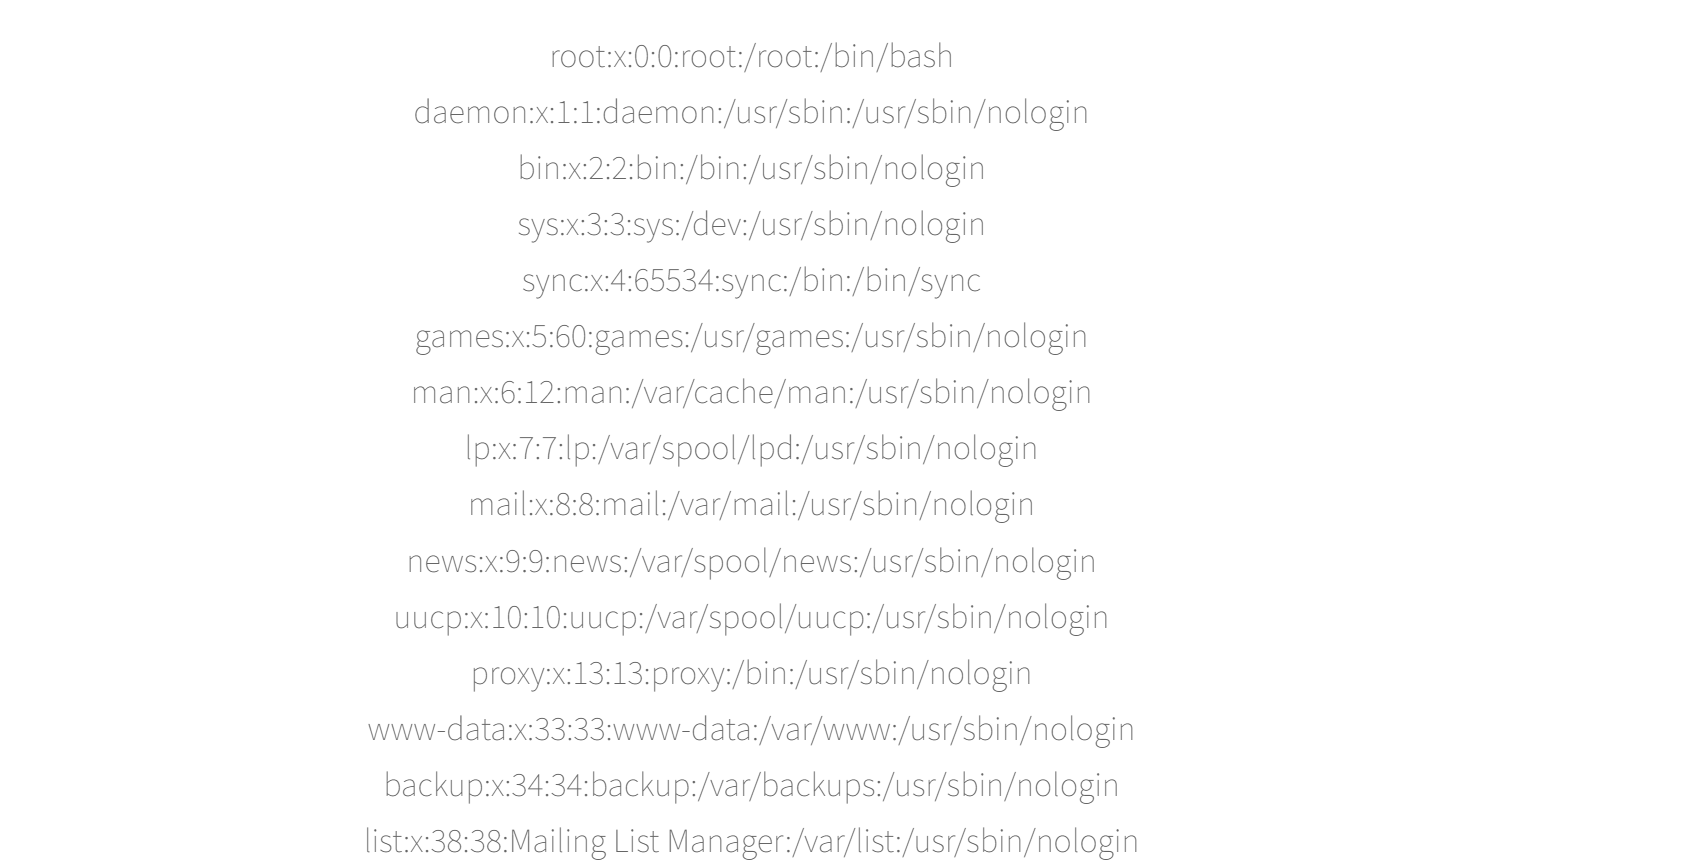 root:x:0:0:root:/root:/bin/bash
daemon:x:1:1:daemon:/usr/sbin:/usr/sbin/nologin
bin:x:2:2:bin:/bin:/usr/sbin/nologin
sys:x:3:3:sys:/dev:/usr/sbin/nologin
sync:x:4:65534:sync:/bin:/bin/sync
games:x:5:60:games:/usr/games:/usr/sbin/nologin
man:x:6:12:man:/var/cache/man:/usr/sbin/nologin
lp:x:7:7:lp:/var/spool/lpd:/usr/sbin/nologin
mail:x:8:8:mail:/var/mail:/usr/sbin/nologin
news:x:9:9:news:/var/spool/news:/usr/sbin/nologin
uucp:x:10:10:uucp:/var/spool/uucp:/usr/sbin/nologin
proxy:x:13:13:proxy:/bin:/usr/sbin/nologin
www-data:x:33:33:www-data:/var/www:/usr/sbin/nologin
backup:x:34:34:backup:/var/backups:/usr/sbin/nologin
list:x:38:38:Mailing List Manager:/var/list:/usr/sbin/nologin